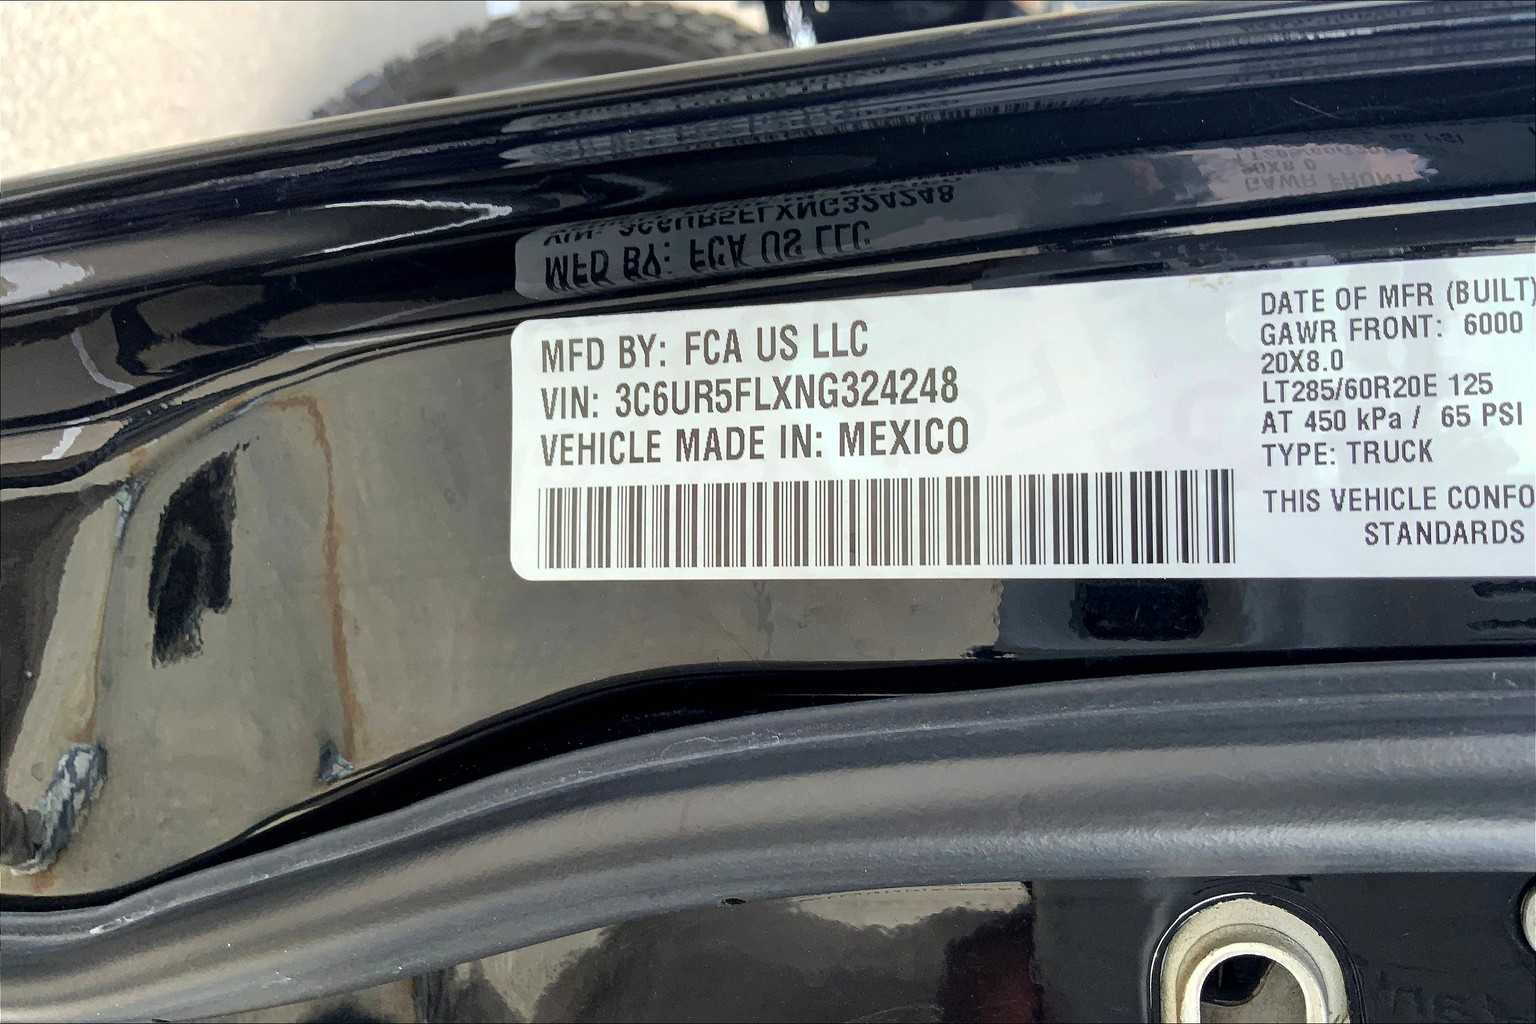 MFD BY: FCA US LLC
VIN: 3C6UR5FLXNG324248
VEHICLE MADE IN: MEXICO
DATE OF MFR (BUILT)
GAWR FRONT: 6000
20X8.0
LT285/60R20E 125
AT 450 kPa / 65 PSI
TYPE: TRUCK
THIS VEHICLE CONFO
STANDARDS